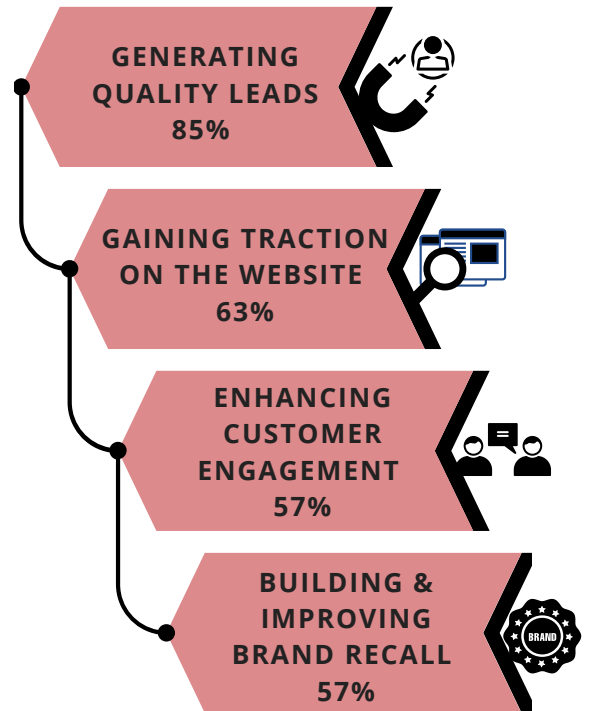 GENERATING
QUALITY LEADS
85%
GAINING TRACTION
ON THE WEBSITE
63%
ENHANCING
CUSTOMER
ENGAGEMENT
57%
BUILDING &
IMPROVING
BRAND RECALL
57%
BRAND